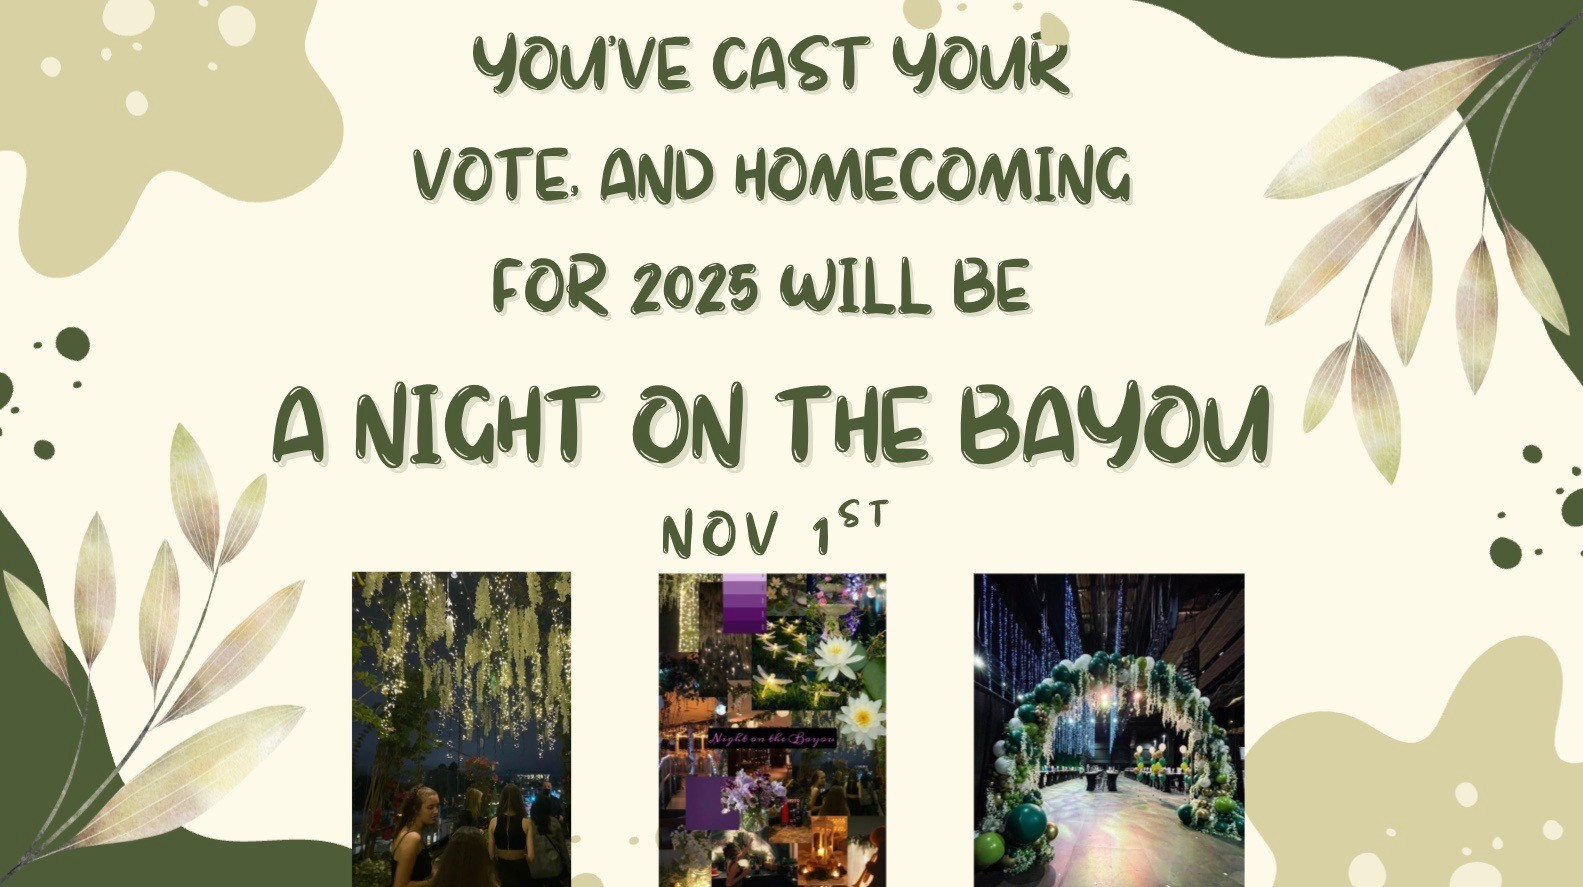 YOU'VE CAST YOUR
VOTE, AND HOMECOMING
FOR 2025 WILL BE
A NIGHT ON THE BAYOU
NOV 1ST
Night on the Bayou